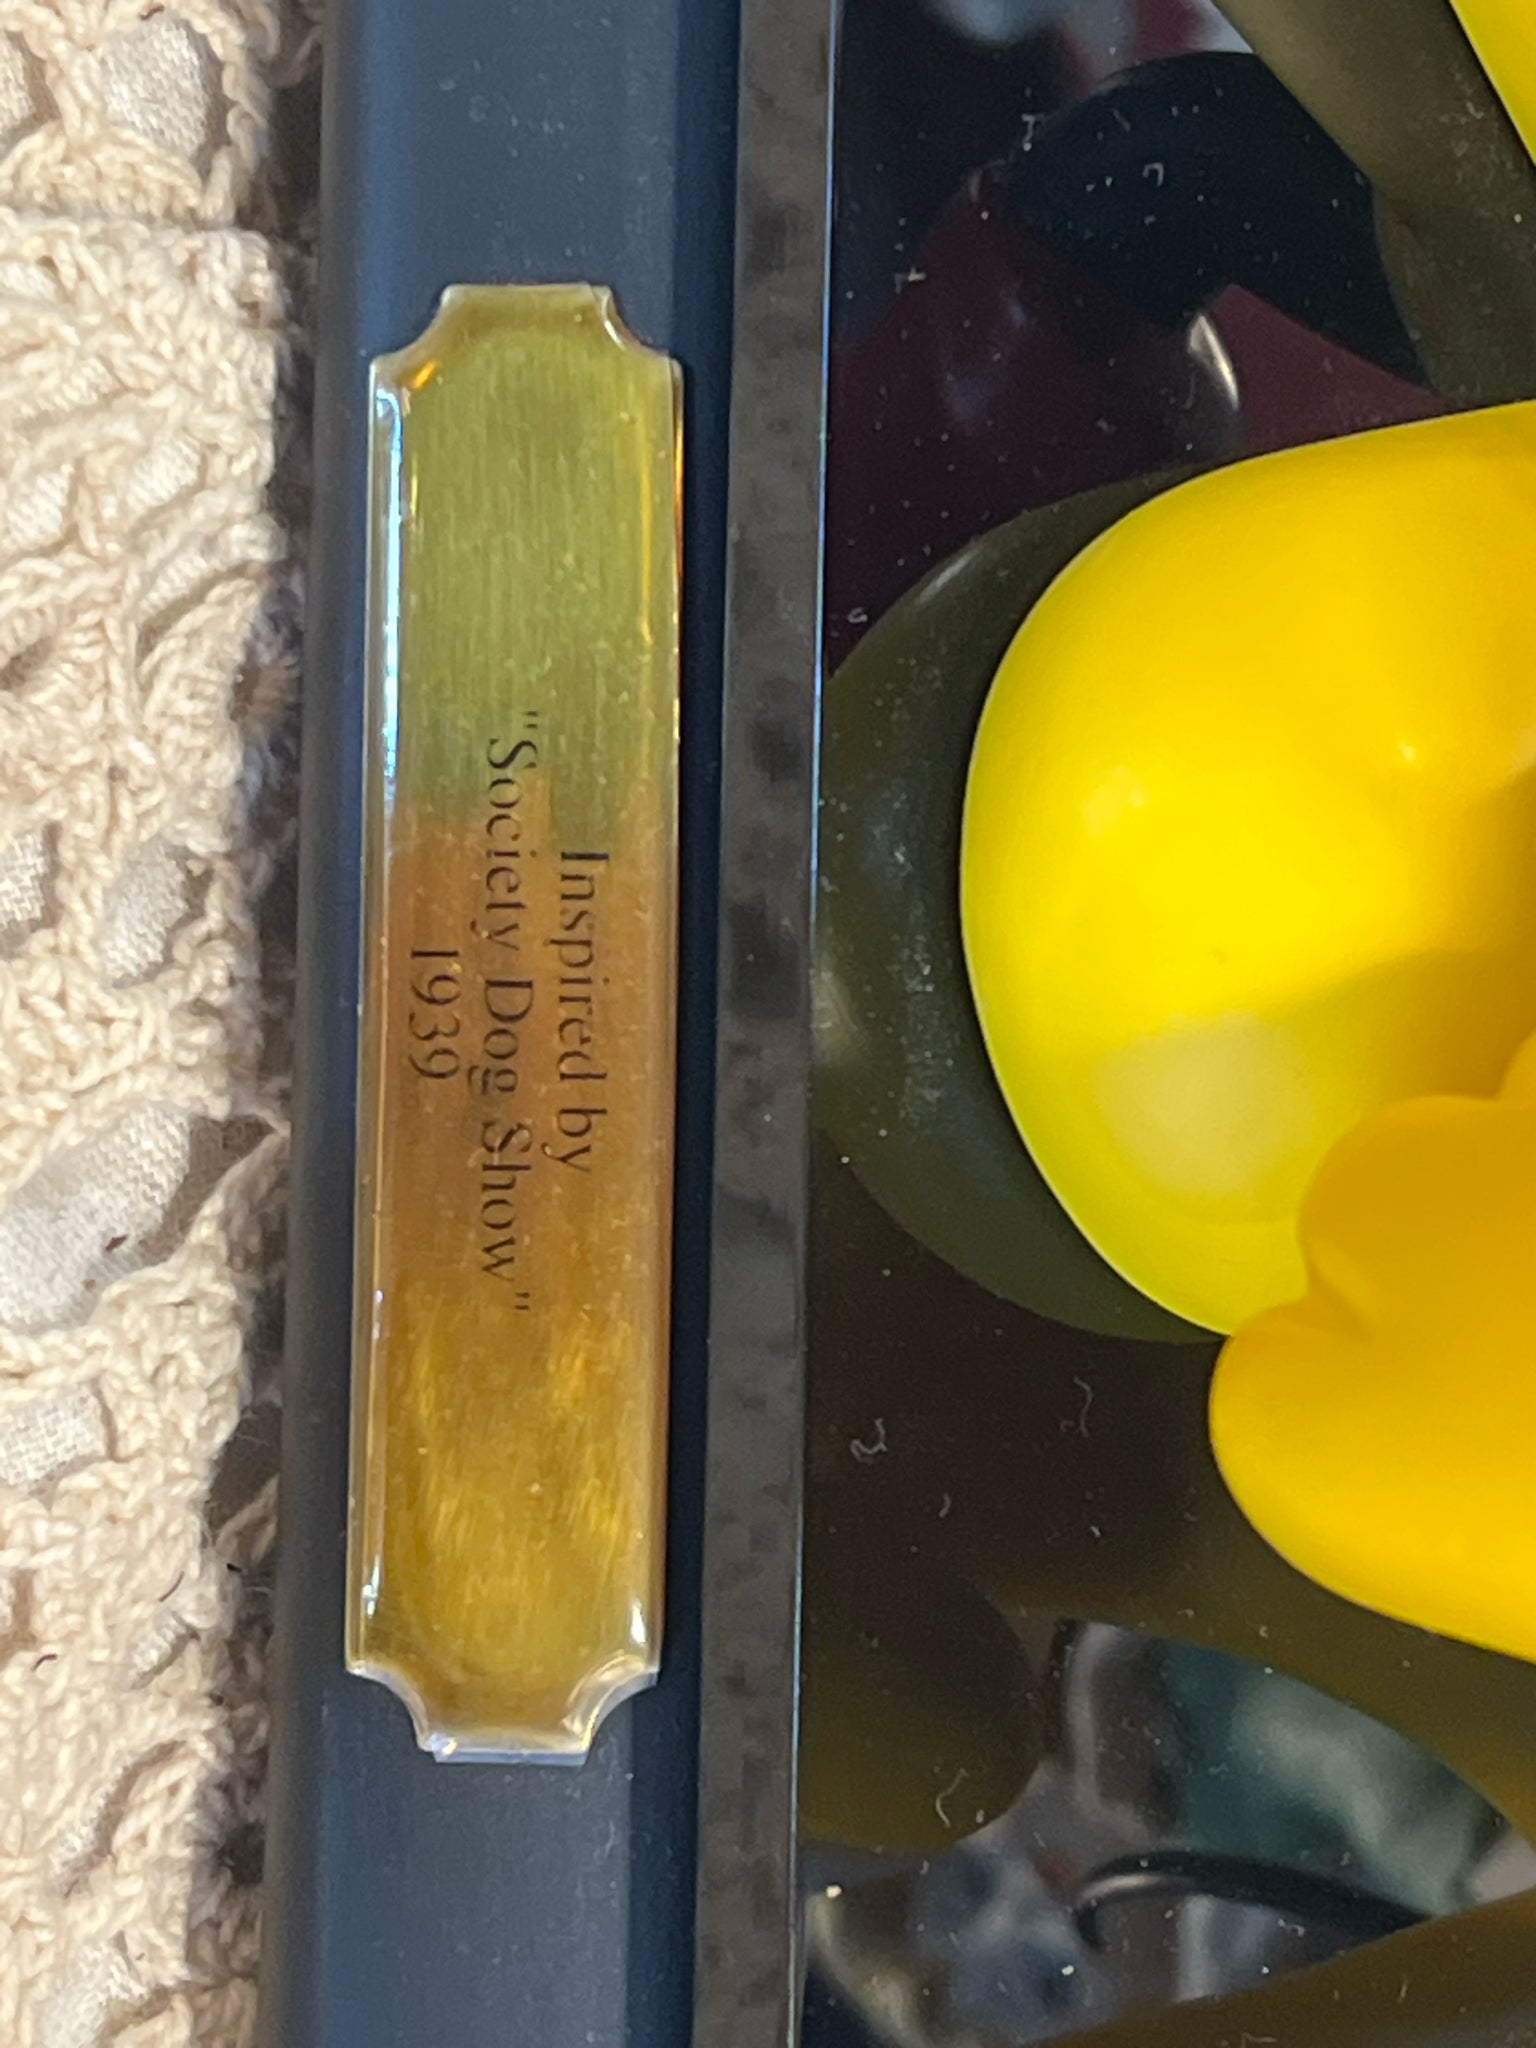 Inspired by
"Society Dog Show"
1939